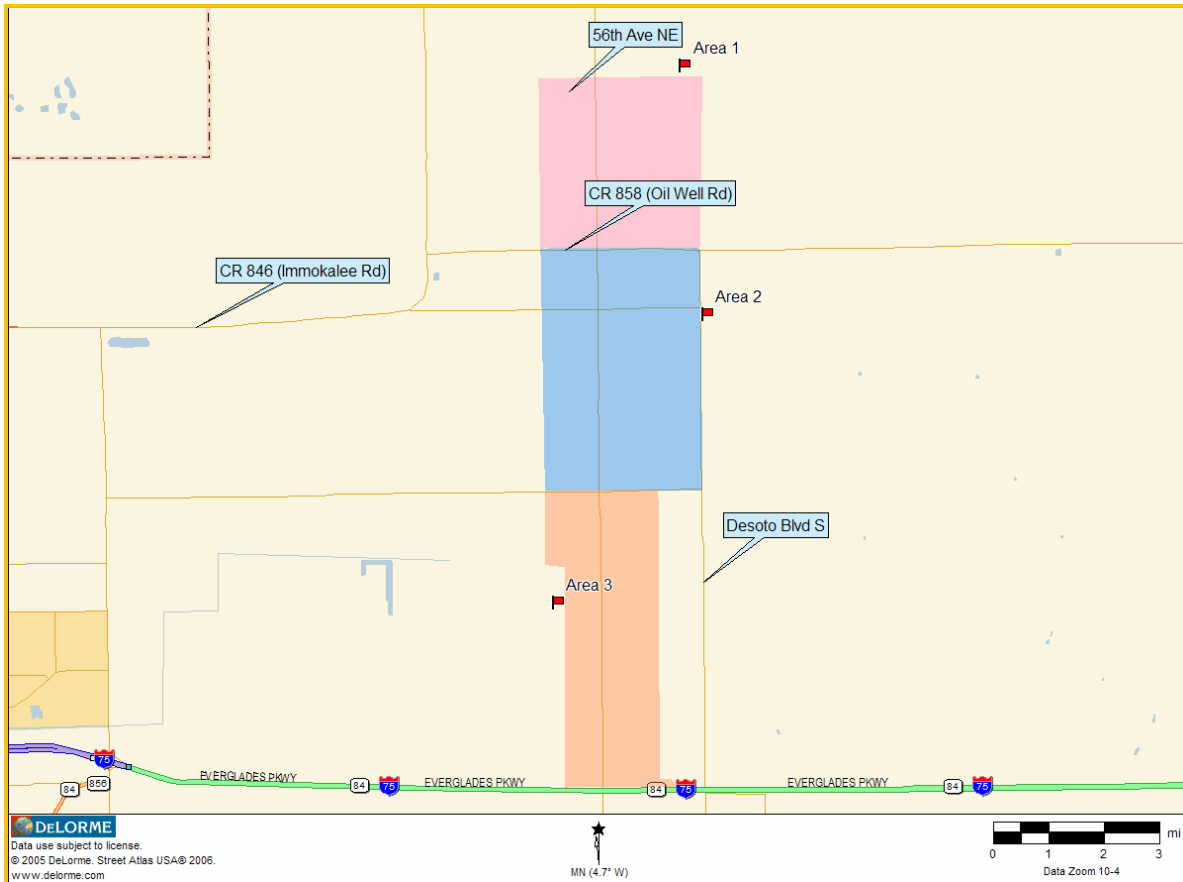 56th Ave NE
Area 1
CR 858 (Oil Well Rd)
CR 846 (Immokalee Rd)
Area 2
Desoto Blvd S
Area 3
75
84
856
EVERGLADES PKWY
84
75
EVERGLADES PKWY
84
75
EVERGLADES PKWY
84
75
DELORME
Data use subject to license.
© 2005 DeLorme. Street Atlas USA® 2006.
www.delorme.com
MN (4.7° W)
mi
0 1 2 3
Data Zoom 10-4